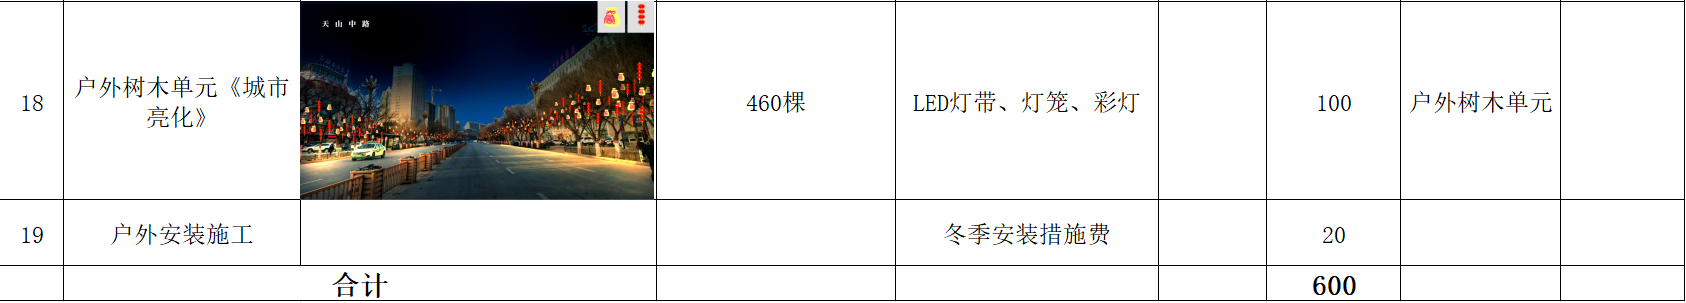 天山中路
18
户外树木单元《城市
亮化》
460棵
LED灯带、灯笼、彩灯
100
户外树木单元
19
户外安装施工
冬季安装措施费
20
合计
600